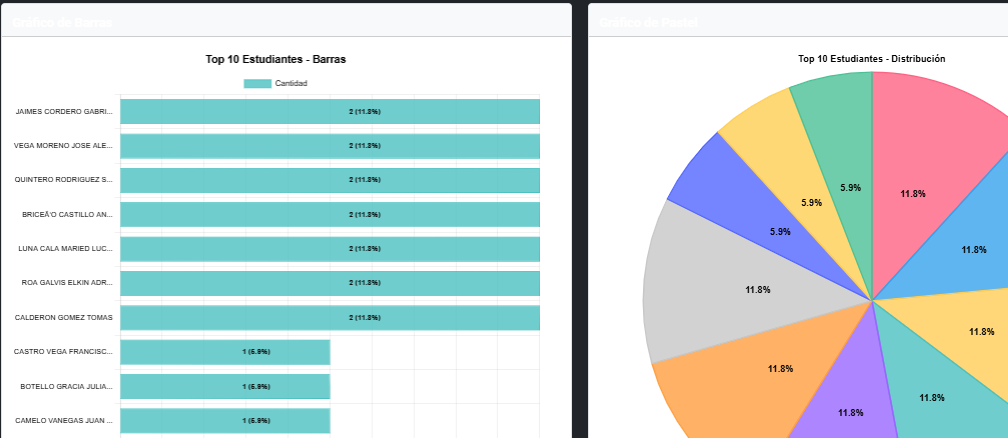 Gráfico de Barras
Top 10 Estudiantes - Barras
Cantidad
JAIMES CORDERO GABRI...
2 (11.8%)
VEGA MORENO JOSE ALE...
2 (11.8%)
QUINTERO RODRIGUEZ S...
2 (11.8%)
BRICEÃ'O CASTILLO AN...
2 (11.8%)
LUNA CALA MARIED LUC...
2 (11.8%)
ROA GALVIS ELKIN ADR...
2 (11.8%)
CALDERON GOMEZ TOMAS
2 (11.8%)
CASTRO VEGA FRANCISC...
1 (5.9%)
BOTELLO GRACIA JULIA...
1 (5.9%)
CAMELO VANEGAS JUAN ...
1 (5.9%)
Gráfico de Pastel
Top 10 Estudiantes - Distribución
5.9%
11.8%
5.9%
5.9%
11.8%
11.8%
11.8%
11.8%
11.8%
11.8%